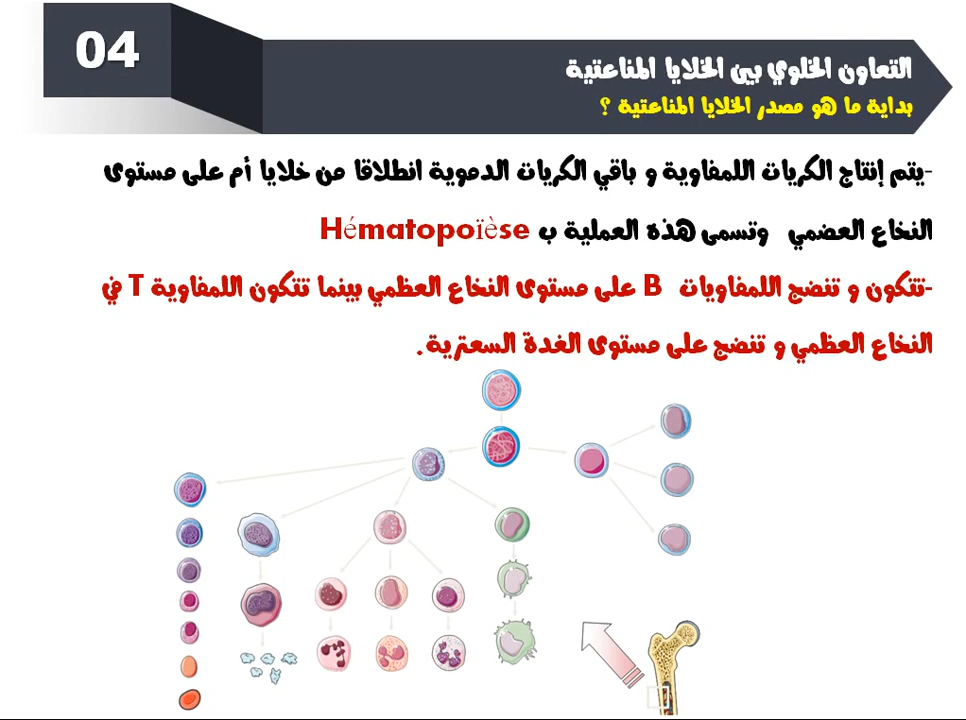 04
التعاون الخلوي بين الخلايا المناعتية
بداية ما هو مصدر الخلايا المناعتية ؟
-يتم إنتاج الكريات اللمفاوية و باقي الكريات الدموية انطلاقا من خلايا أم على مستوى
النخاع العضمي وتسمى هذه العملية ب Hématopoïèse
-تتكون و تنضج اللمفاويات B على مستوى النخاع العظمي بينما تتكون اللمفاوية T في
النخاع العظمي و تنضج على مستوى الغدة السعترية.